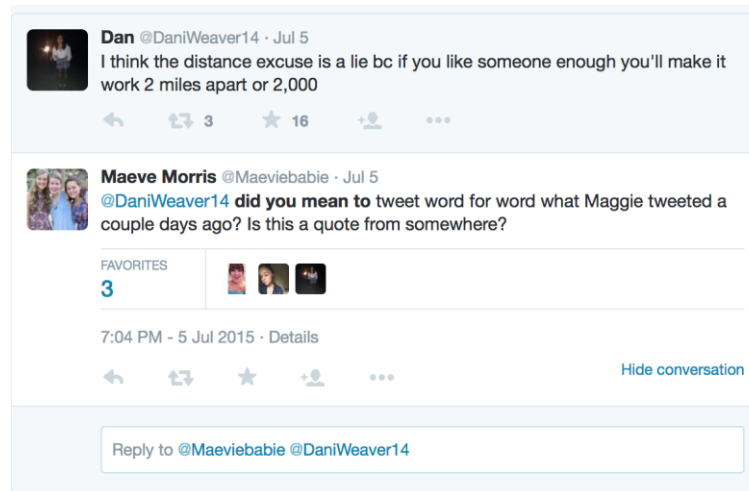 Dan @DaniWeaver14 · Jul 5
I think the distance excuse is a lie bc if you like someone enough you'll make it
work 2 miles apart or 2,000
3 16
Maeve Morris @Maeviebabie · Jul 5
@DaniWeaver14 did you mean to tweet word for word what Maggie tweeted a
couple days ago? Is this a quote from somewhere?
FAVORITES
3
7:04 PM - 5 Jul 2015 · Details
Hide conversation
Reply to @Maeviebabie @DaniWeaver14